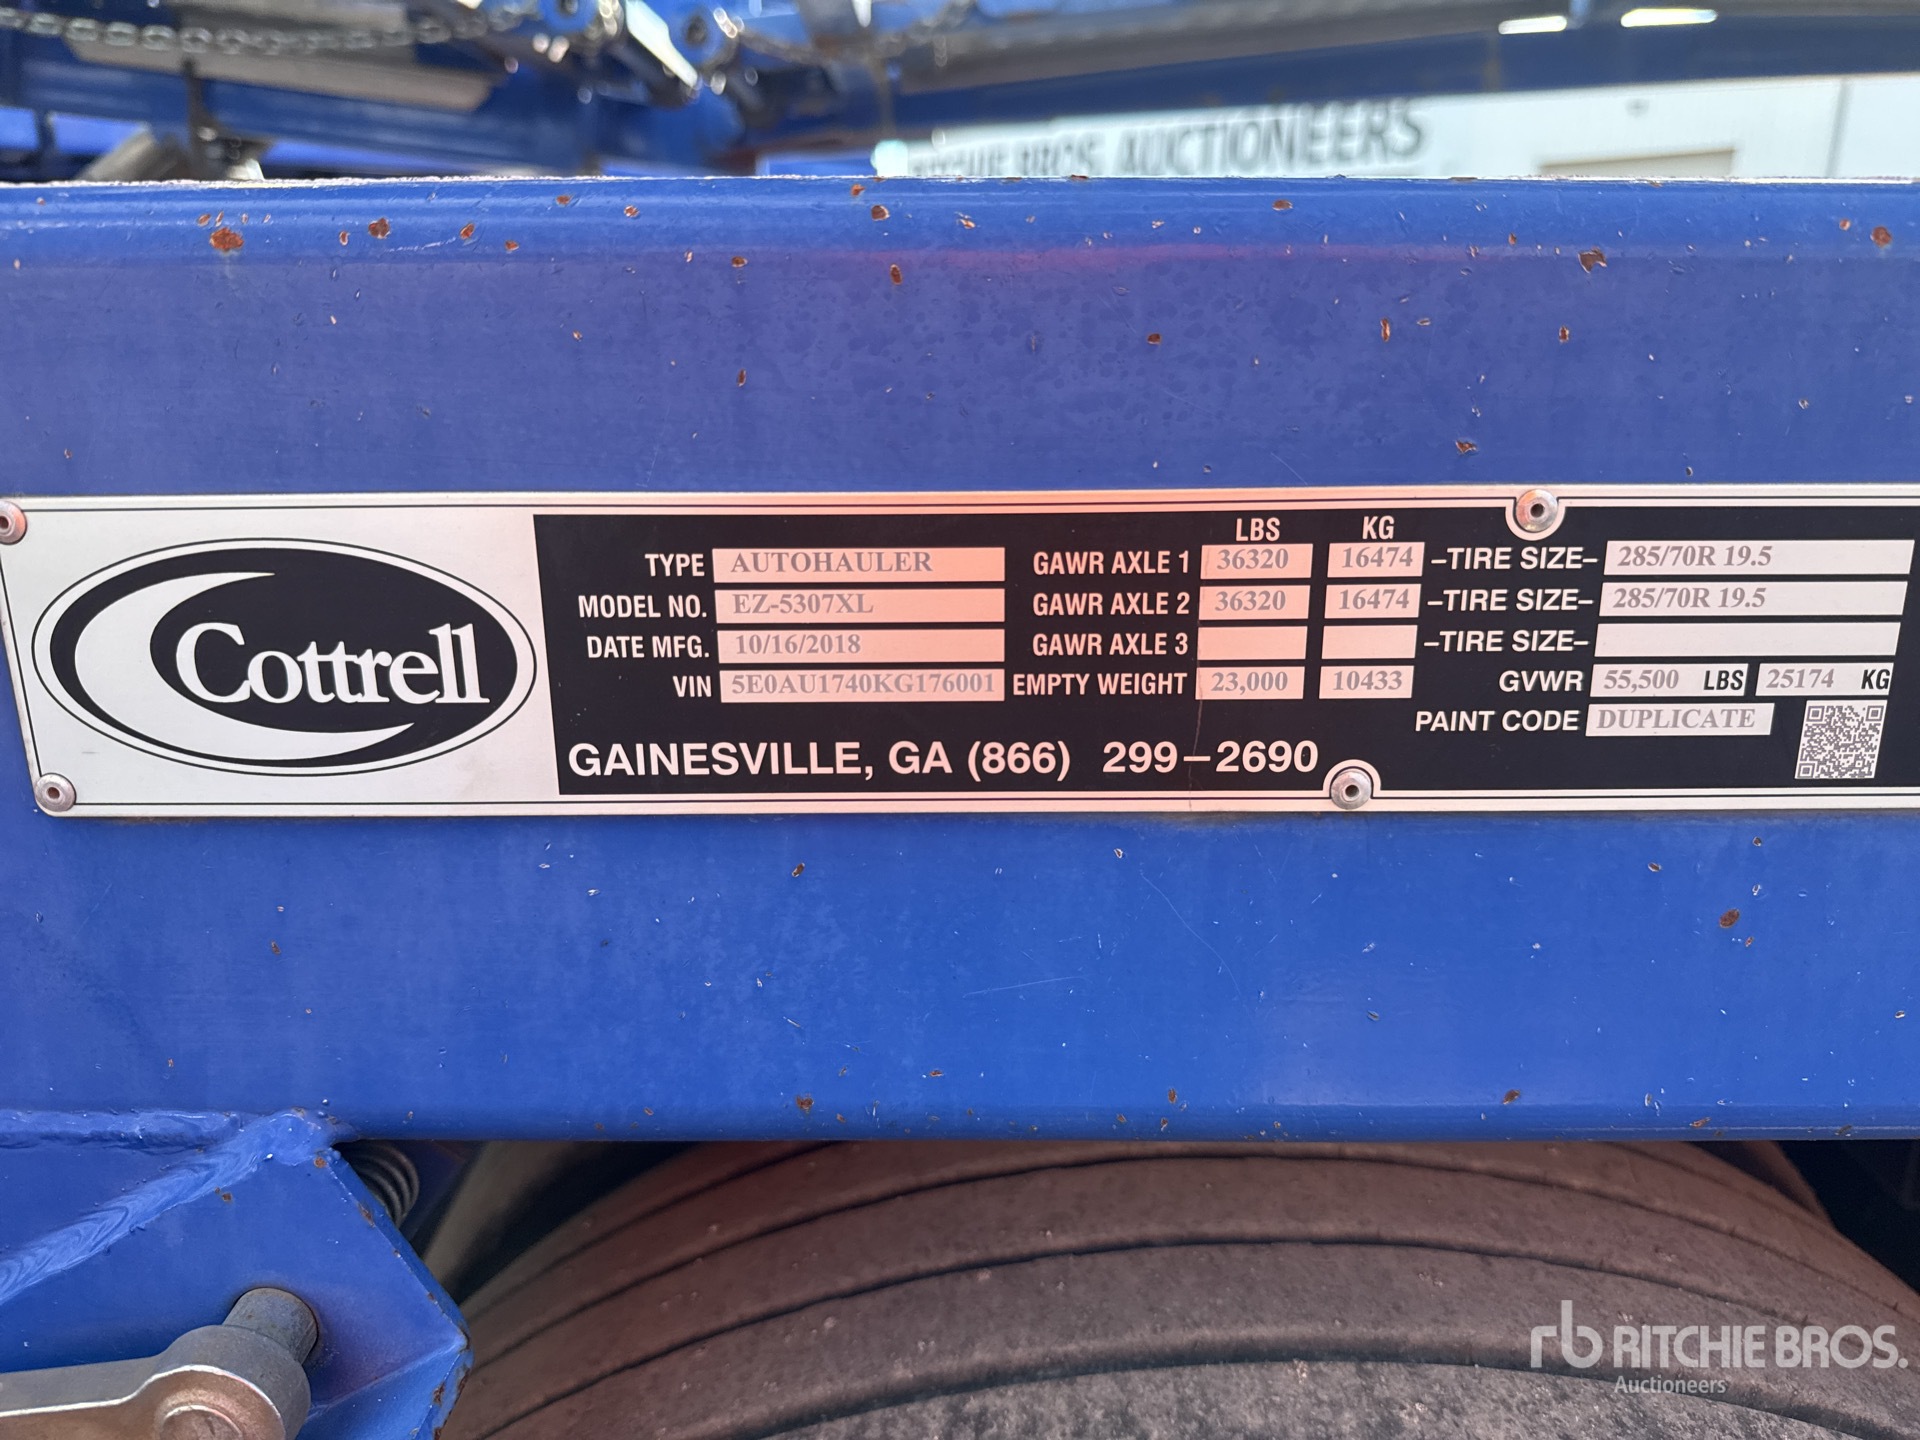 RITCHIE BROS. AUCTIONEERS
Cottrell
LBS KG
TYPE AUTOHAULER GAWR AXLE 1 36320 16474 –TIRE SIZE– 285/70R 19.5
MODEL NO. EZ-5307XL GAWR AXLE 2 36320 16474 –TIRE SIZE– 285/70R 19.5
DATE MFG. 10/16/2018 GAWR AXLE 3 –TIRE SIZE–
VIN 5E0AU1740KG176001 EMPTY WEIGHT 23,000 10433 GVWR 55,500 LBS 25174 KG
PAINT CODE DUPLICATE
GAINESVILLE, GA (866) 299–2690
rb RITCHIE BROS.
Auctioneers